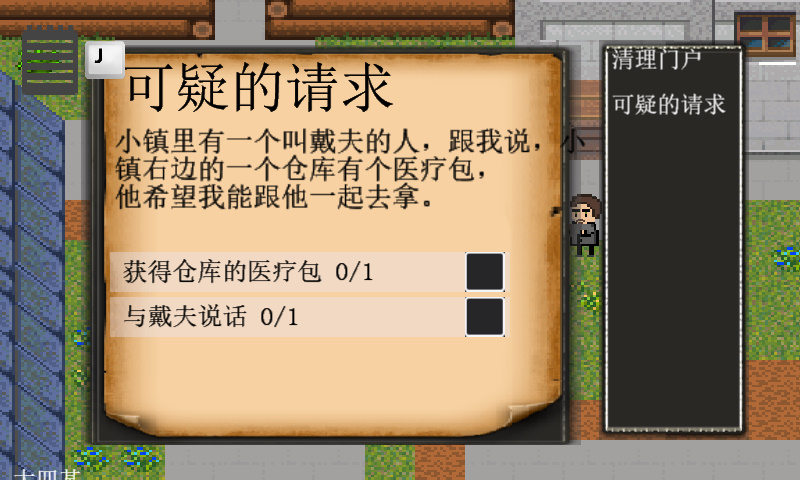 J
可疑的请求
小镇里有一个叫戴夫的人，跟我说，小
镇右边的一个仓库有个医疗包，
他希望我能跟他一起去拿。
获得仓库的医疗包 0/1
与戴夫说话 0/1
清理门户
可疑的请求